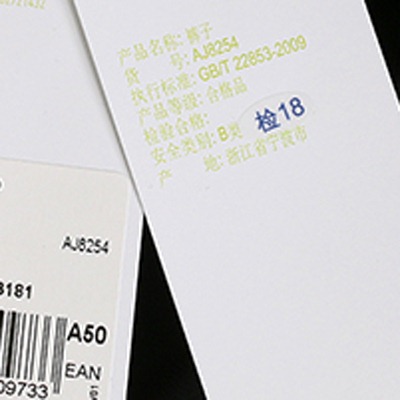 产品名称: 裤子
货 号: AJ8254
执行标准: GB/T 22853-2009
产品等级: 合格品
检验合格: 检18
安全类别: B类
产 地: 浙江省宁波市
AJ8254
3181
A50
EAN
09733